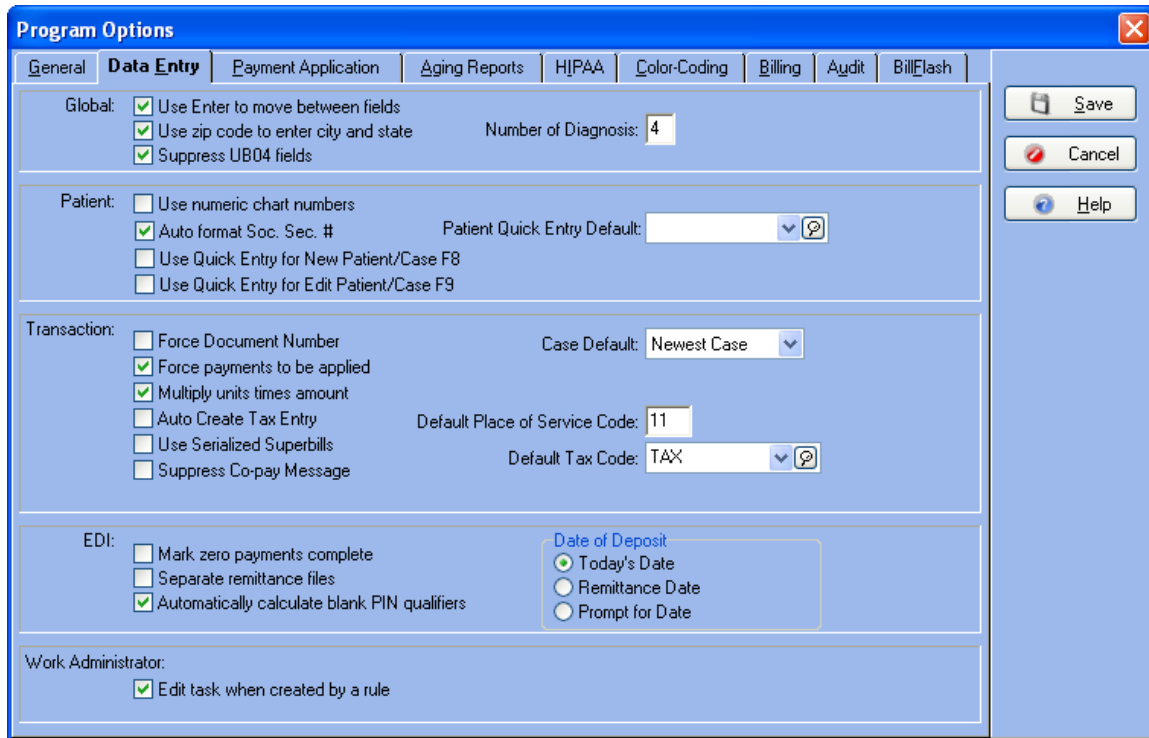 Program Options
General Data Entry Payment Application Aging Reports HIPAA Color-Coding Billing Audit BillFlash
Global:
Use Enter to move between fields
Use zip code to enter city and state
Suppress UB04 fields
Number of Diagnosis: 4
Patient:
Use numeric chart numbers
Auto format Soc. Sec. #
Use Quick Entry for New Patient/Case F8
Use Quick Entry for Edit Patient/Case F9
Patient Quick Entry Default:
Transaction:
Force Document Number
Force payments to be applied
Multiply units times amount
Auto Create Tax Entry
Use Serialized Superbills
Suppress Co-pay Message
Case Default: Newest Case
Default Place of Service Code: 11
Default Tax Code: TAX
EDI:
Mark zero payments complete
Separate remittance files
Automatically calculate blank PIN qualifiers
Date of Deposit
Today's Date
Remittance Date
Prompt for Date
Work Administrator:
Edit task when created by a rule
Save
Cancel
Help